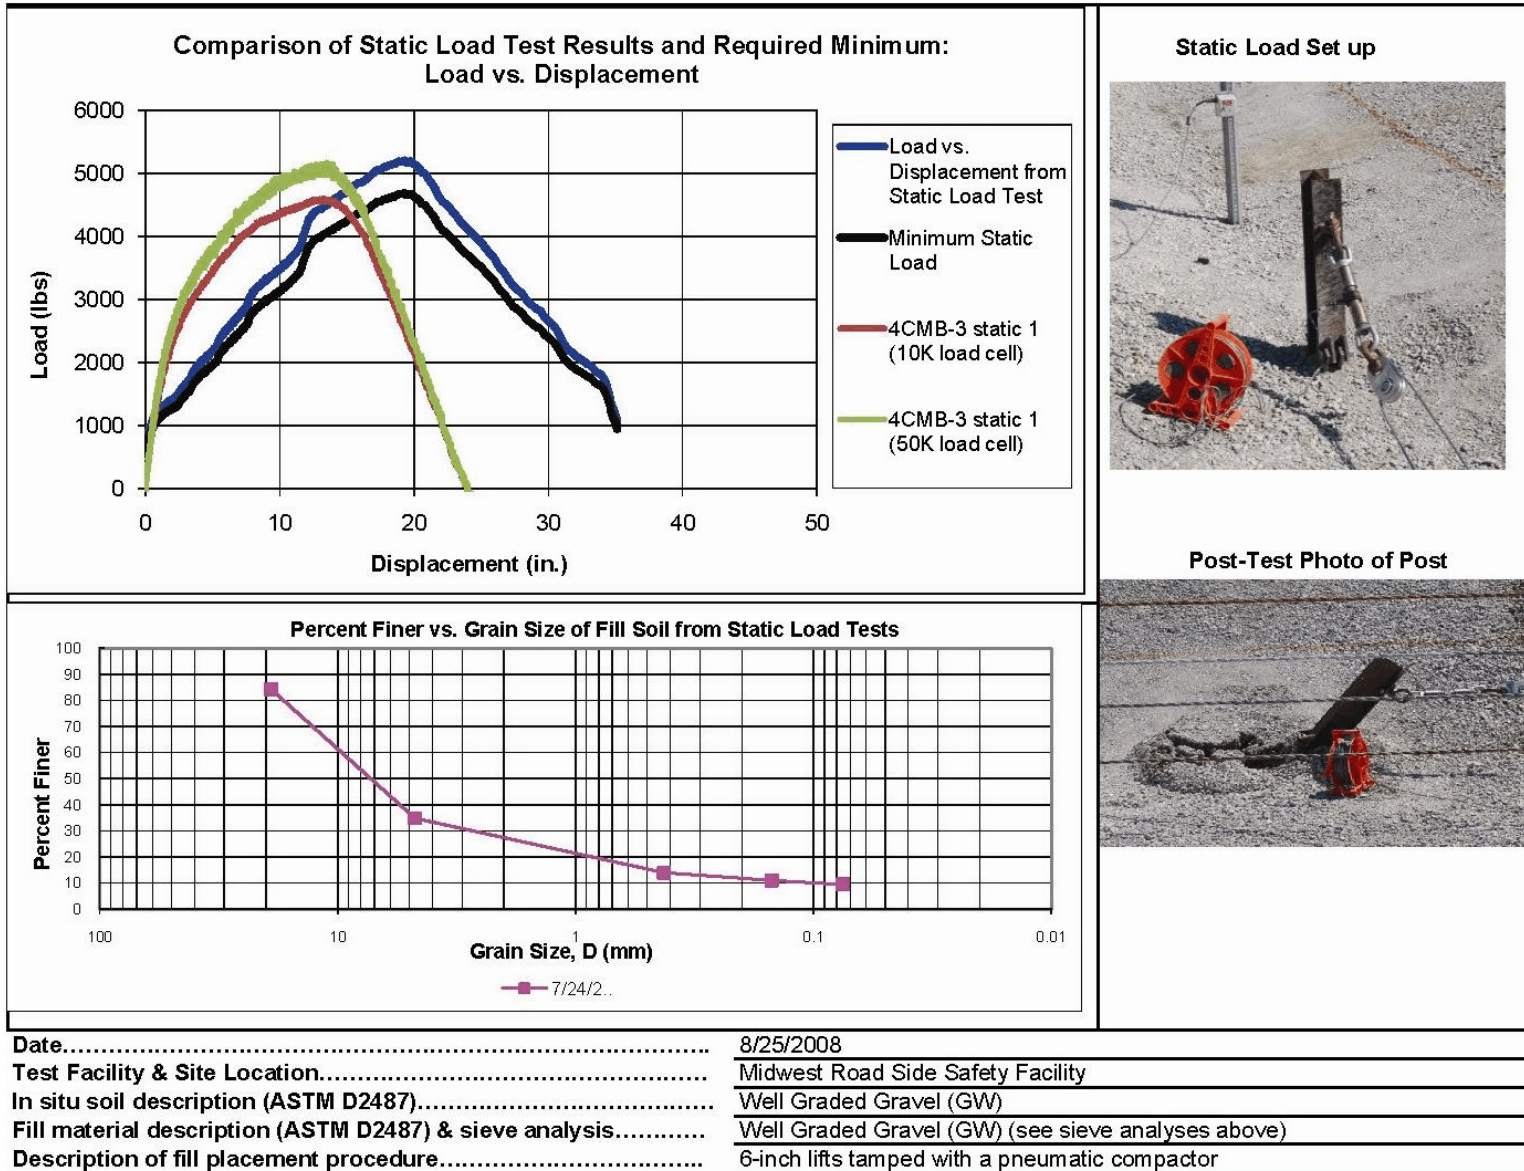 Comparison of Static Load Test Results and Required Minimum:
Load vs. Displacement
6000
5000
4000
3000
2000
1000
0
Load (lbs)
0 10 20 30 40 50
Displacement (in.)
Load vs.
Displacement from
Static Load Test
Minimum Static
Load
4CMB-3 static 1
(10K load cell)
4CMB-3 static 1
(50K load cell)
Static Load Set up
Post-Test Photo of Post
Percent Finer vs. Grain Size of Fill Soil from Static Load Tests
100
90
80
70
60
50
40
30
20
10
0
Percent Finer
100 10 1 0.1 0.01
Grain Size, D (mm)
7/24/2..
Date.......................................................................... 8/25/2008
Test Facility & Site Location............................................ Midwest Road Side Safety Facility
In situ soil description (ASTM D2487).................................. Well Graded Gravel (GW)
Fill material description (ASTM D2487) & sieve analysis........... Well Graded Gravel (GW) (see sieve analyses above)
Description of fill placement procedure.............................. 6-inch lifts tamped with a pneumatic compactor